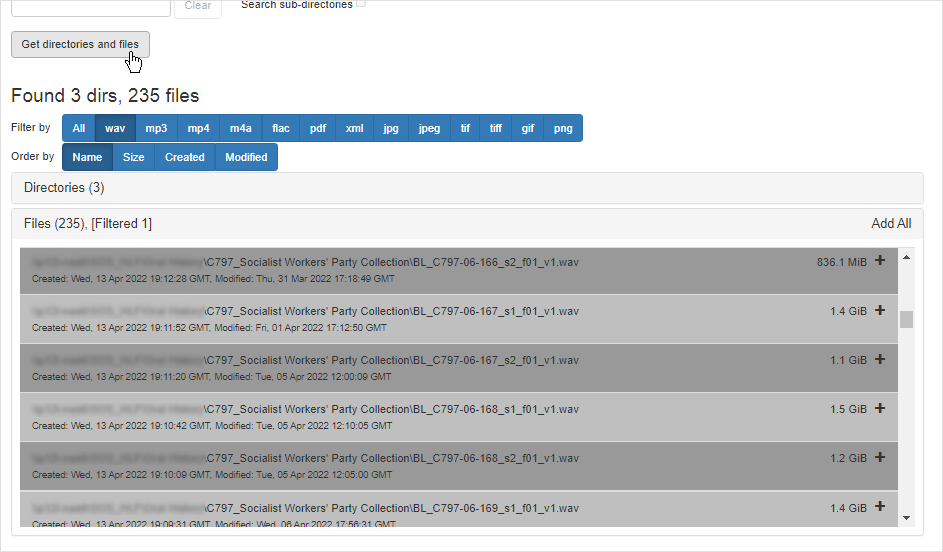 Clear
Search sub-directories
Get directories and files
Found 3 dirs, 235 files
Filter by All wav mp3 mp4 m4a flac pdf xml jpg jpeg tif tiff gif png
Order by Name Size Created Modified
Directories (3)
Files (235), [Filtered 1] Add All
\C797_Socialist Workers' Party Collection\BL_C797-06-166_s2_f01_v1.wav 836.1 MiB +
Created: Wed, 13 Apr 2022 19:12:28 GMT, Modified: Thu, 31 Mar 2022 17:18:49 GMT
\C797_Socialist Workers' Party Collection\BL_C797-06-167_s1_f01_v1.wav 1.4 GiB +
Created: Wed, 13 Apr 2022 19:11:52 GMT, Modified: Fri, 01 Apr 2022 17:12:50 GMT
\C797_Socialist Workers' Party Collection\BL_C797-06-167_s2_f01_v1.wav 1.1 GiB +
Created: Wed, 13 Apr 2022 19:11:20 GMT, Modified: Tue, 05 Apr 2022 12:00:09 GMT
\C797_Socialist Workers' Party Collection\BL_C797-06-168_s1_f01_v1.wav 1.5 GiB +
Created: Wed, 13 Apr 2022 19:10:42 GMT, Modified: Tue, 05 Apr 2022 12:10:05 GMT
\C797_Socialist Workers' Party Collection\BL_C797-06-168_s2_f01_v1.wav 1.2 GiB +
Created: Wed, 13 Apr 2022 19:10:09 GMT, Modified: Tue, 05 Apr 2022 12:05:00 GMT
\C797_Socialist Workers' Party Collection\BL_C797-06-169_s1_f01_v1.wav 1.4 GiB +
Created: Wed, 13 Apr 2022 19:09:31 GMT, Modified: Wed, 06 Apr 2022 17:56:31 GMT